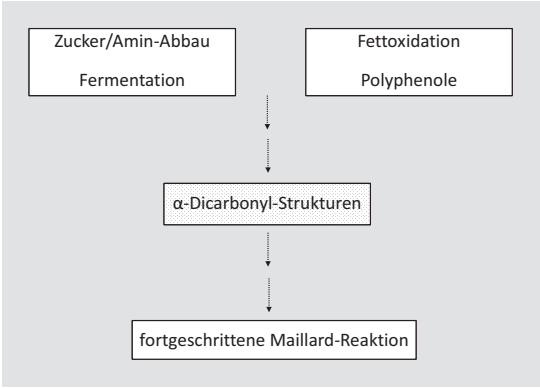 Zucker/Amin-Abbau
Fermentation
Fettoxidation
Polyphenole
α-Dicarbonyl-Strukturen
fortgeschrittene Maillard-Reaktion